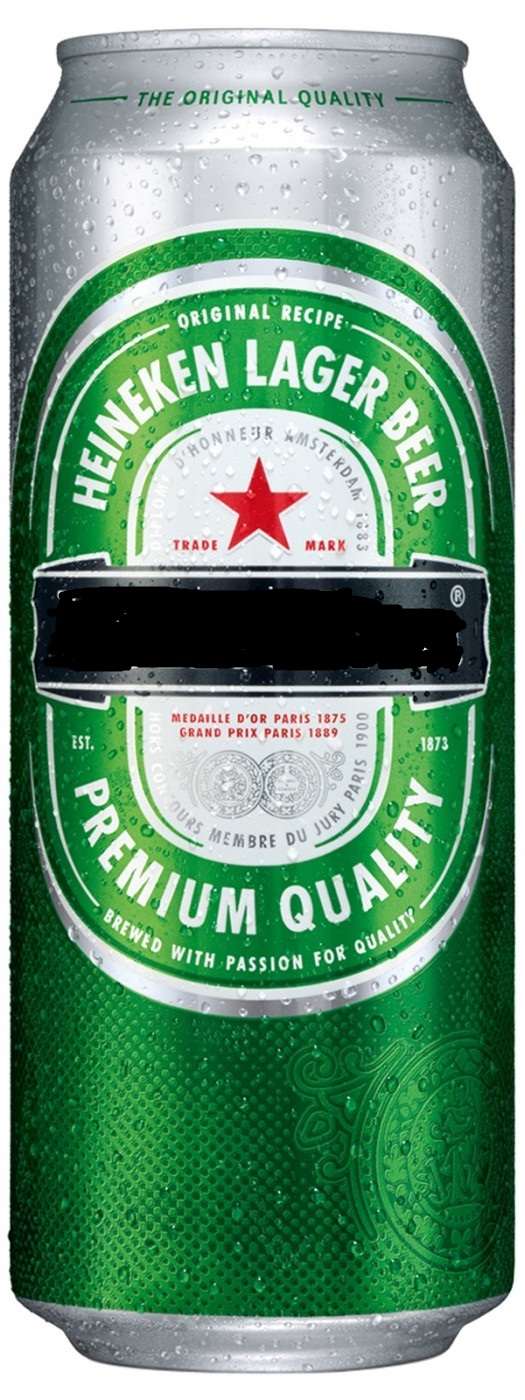 THE ORIGINAL QUALITY
ORIGINAL RECIPE
HEINEKEN LAGER BEER
D'HONNEUR AMSTERDAM 1883
TRADE MARK
®
MEDAILLE D'OR PARIS 1875
GRAND PRIX PARIS 1889
EST. 1873
HORS CONCOURS MEMBRE DU JURY PARIS 1900
PREMIUM QUALITY
BREWED WITH PASSION FOR QUALITY